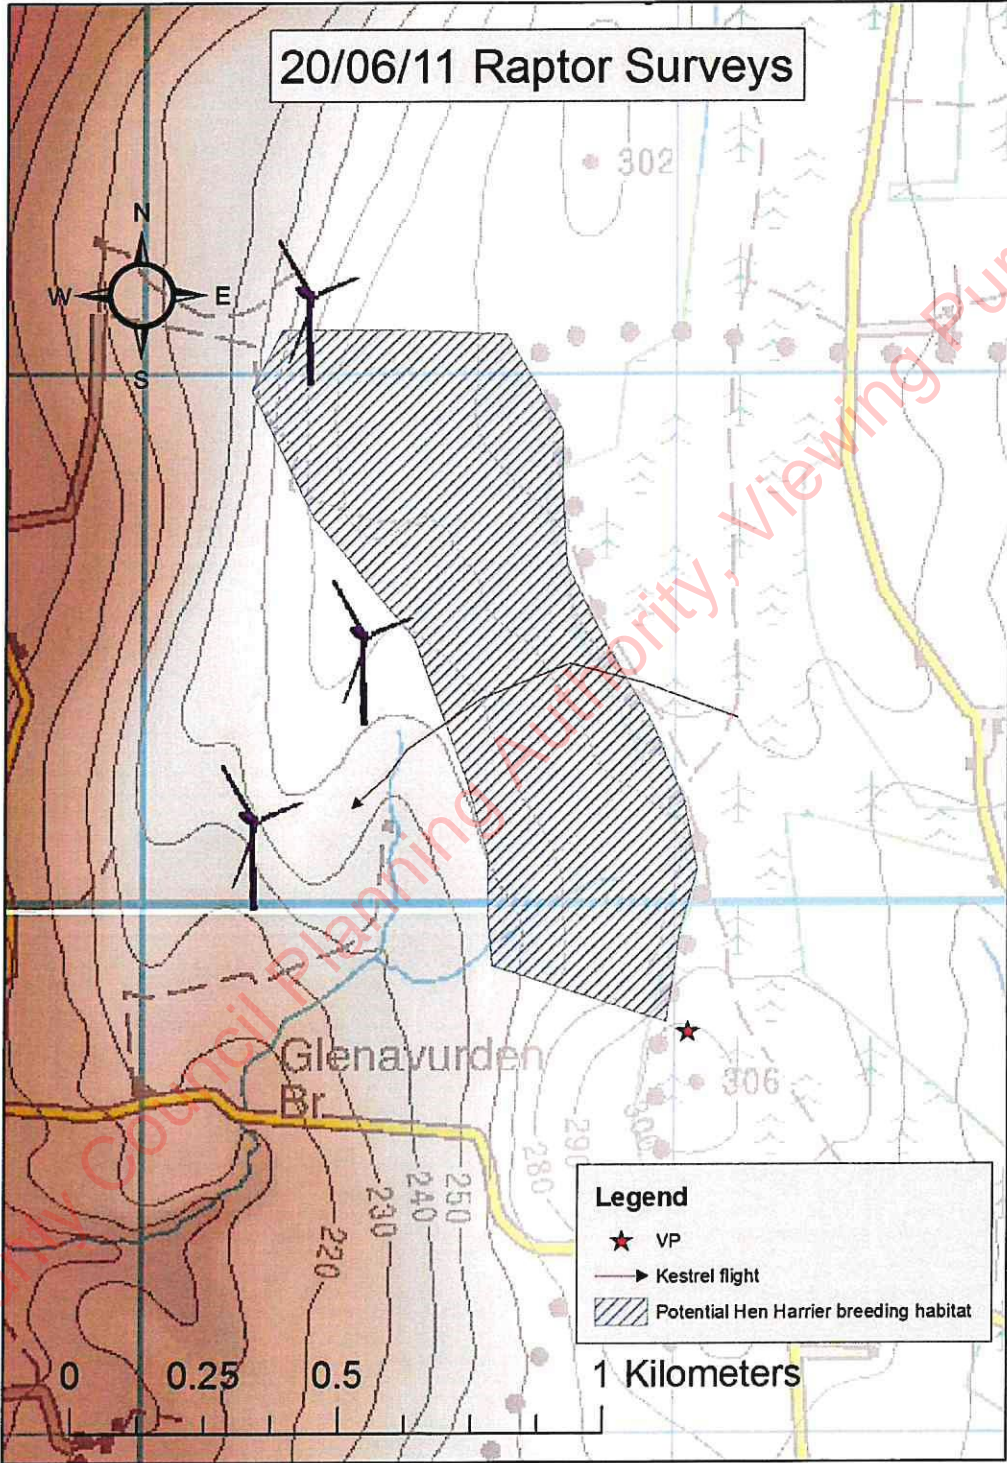 20/06/11 Raptor Surveys
302
N
W
E
S
Council Planning Authority, Viewing
Glenavurden
Br
306
300
290
280
250
240
230
220
Legend
VP
Kestrel flight
Potential Hen Harrier breeding habitat
0 0.25 0.5 1 Kilometers